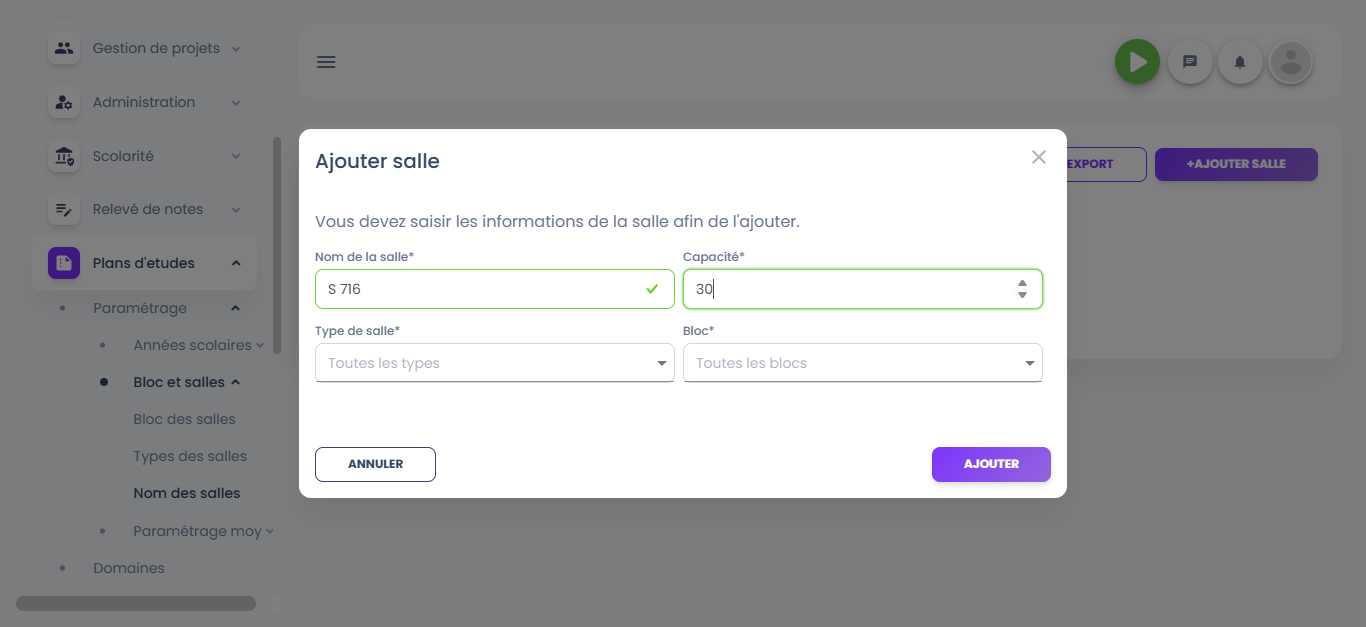 Gestion de projets
Administration
Scolarité
Relevé de notes
Plans d'etudes
Paramétrage
Années scolaires
Bloc et salles
Bloc des salles
Types des salles
Nom des salles
Paramétrage moy
Domaines
EXPORT
+AJOUTER SALLE
Ajouter salle
Vous devez saisir les informations de la salle afin de l'ajouter.
Nom de la salle* Capacité*
S 716 30
Type de salle* Bloc*
Toutes les types Toutes les blocs
ANNULER AJOUTER